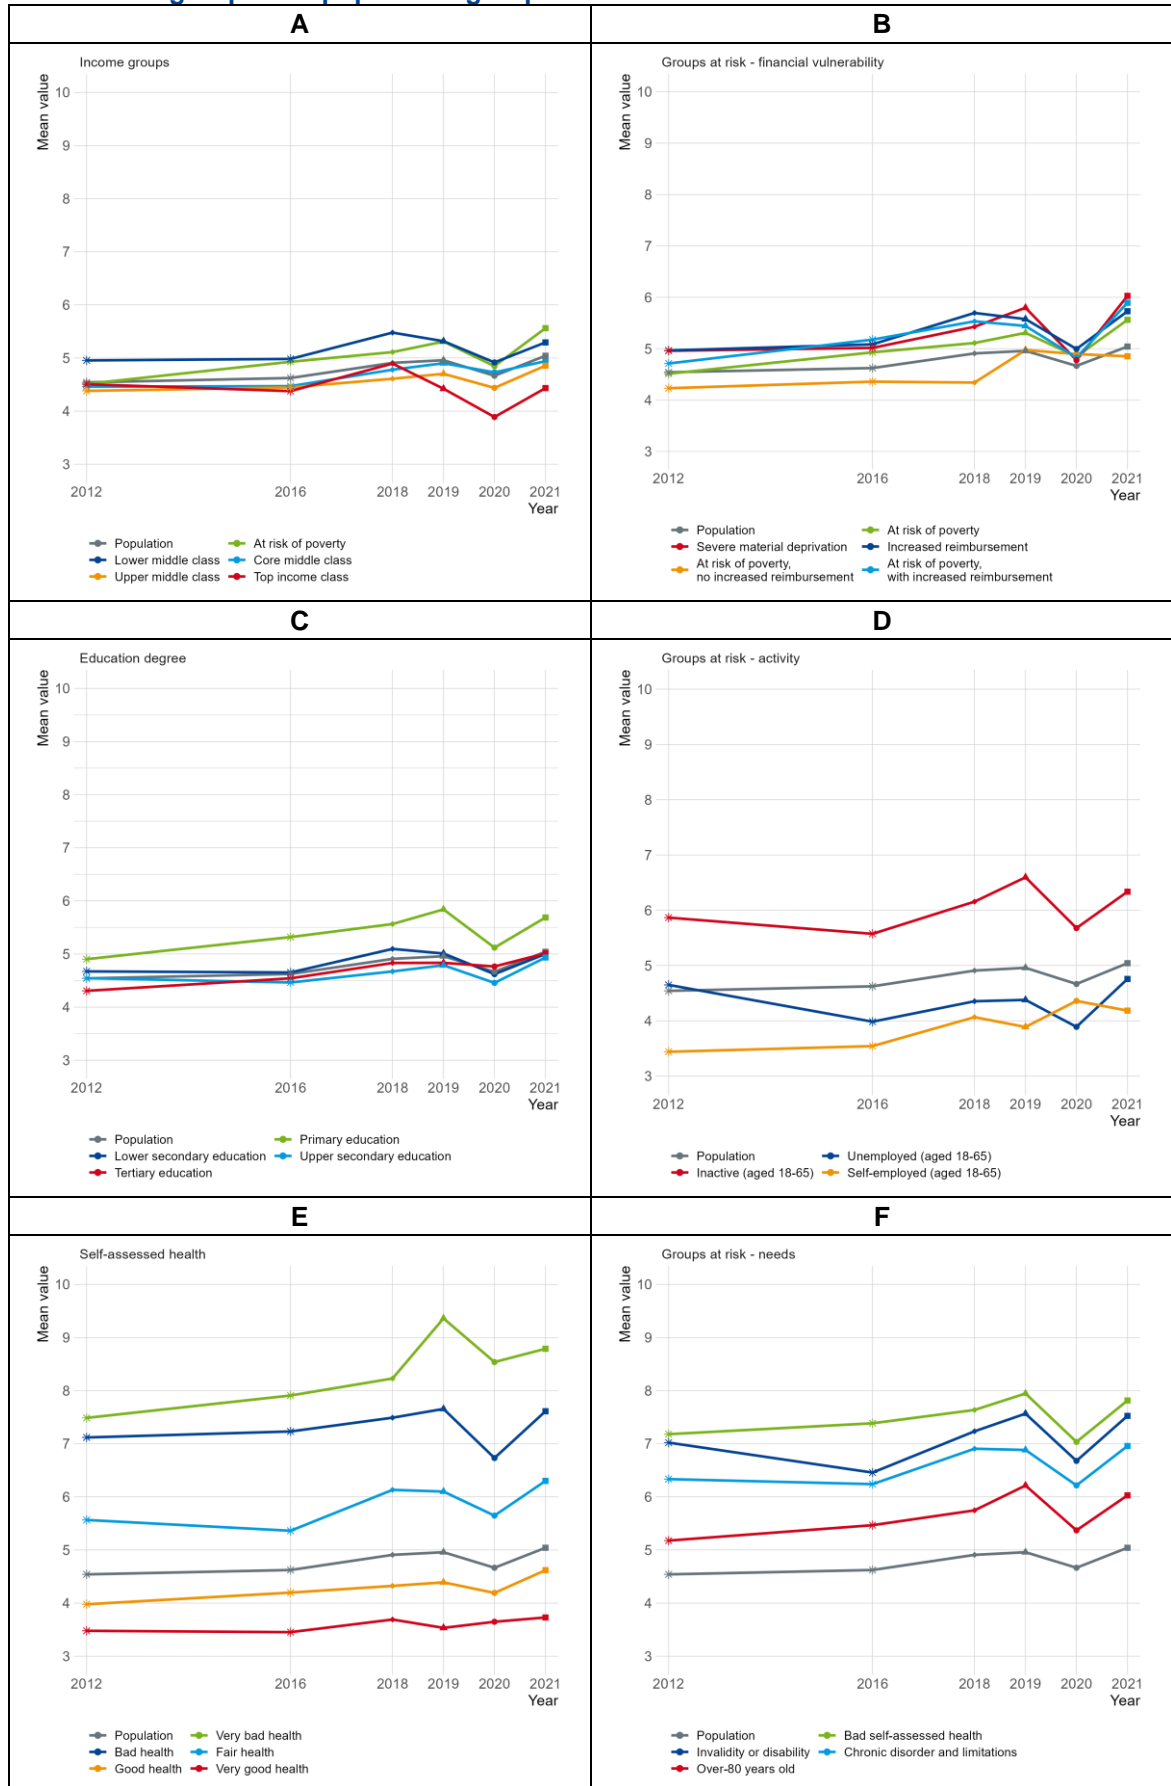 A
B
Income groups
Mean value
10
9
8
7
6
5
4
3
2012 2016 2018 2019 2020 2021
Year
Population
At risk of poverty
Lower middle class
Core middle class
Upper middle class
Top income class
Groups at risk - financial vulnerability
Mean value
10
9
8
7
6
5
4
3
2012 2016 2018 2019 2020 2021
Year
Population
At risk of poverty
Severe material deprivation
Increased reimbursement
At risk of poverty,
no increased reimbursement
At risk of poverty,
with increased reimbursement
C
D
Education degree
Mean value
10
9
8
7
6
5
4
3
2012 2016 2018 2019 2020 2021
Year
Population
Primary education
Lower secondary education
Upper secondary education
Tertiary education
Groups at risk - activity
Mean value
10
9
8
7
6
5
4
3
2012 2016 2018 2019 2020 2021
Year
Population
Unemployed (aged 18-65)
Inactive (aged 18-65)
Self-employed (aged 18-65)
E
F
Self-assessed health
Mean value
10
9
8
7
6
5
4
3
2012 2016 2018 2019 2020 2021
Year
Population
Very bad health
Bad health
Fair health
Good health
Very good health
Groups at risk - needs
Mean value
10
9
8
7
6
5
4
3
2012 2016 2018 2019 2020 2021
Year
Population
Bad self-assessed health
Invalidity or disability
Chronic disorder and limitations
Over-80 years old